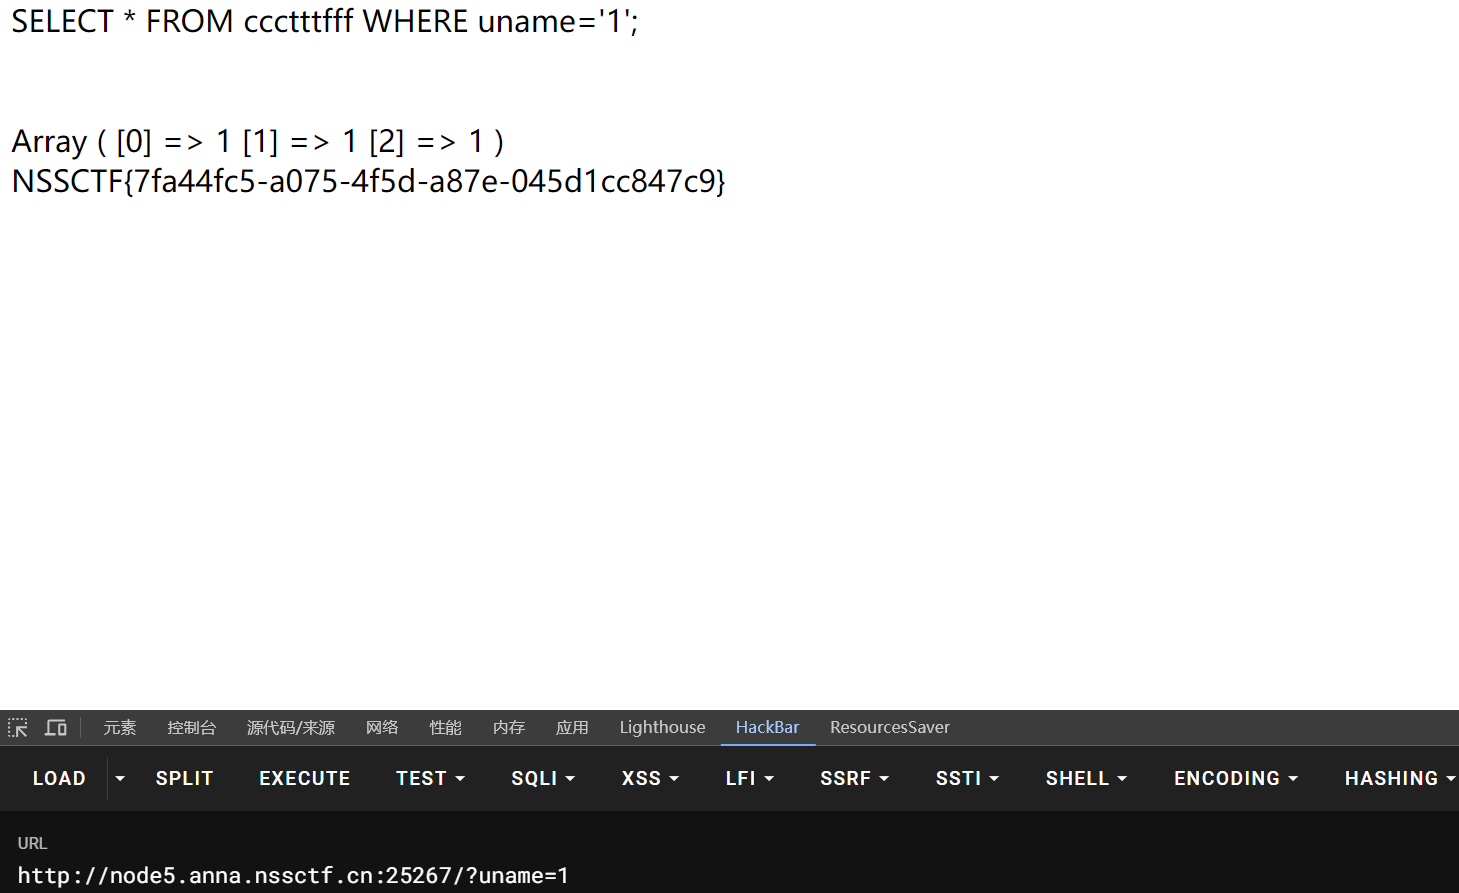 SELECT * FROM ccctttfff WHERE uname='1';
Array ( [0] => 1 [1] => 1 [2] => 1 )
NSSCTF{7fa44fc5-a075-4f5d-a87e-045d1cc847c9}
元素 控制台 源代码/来源 网络 性能 内存 应用 Lighthouse HackBar ResourcesSaver
LOAD SPLIT EXECUTE TEST SQLI XSS LFI SSRF SSTI SHELL ENCODING HASHING
URL
http://node5.anna.nssctf.cn:25267/?uname=1